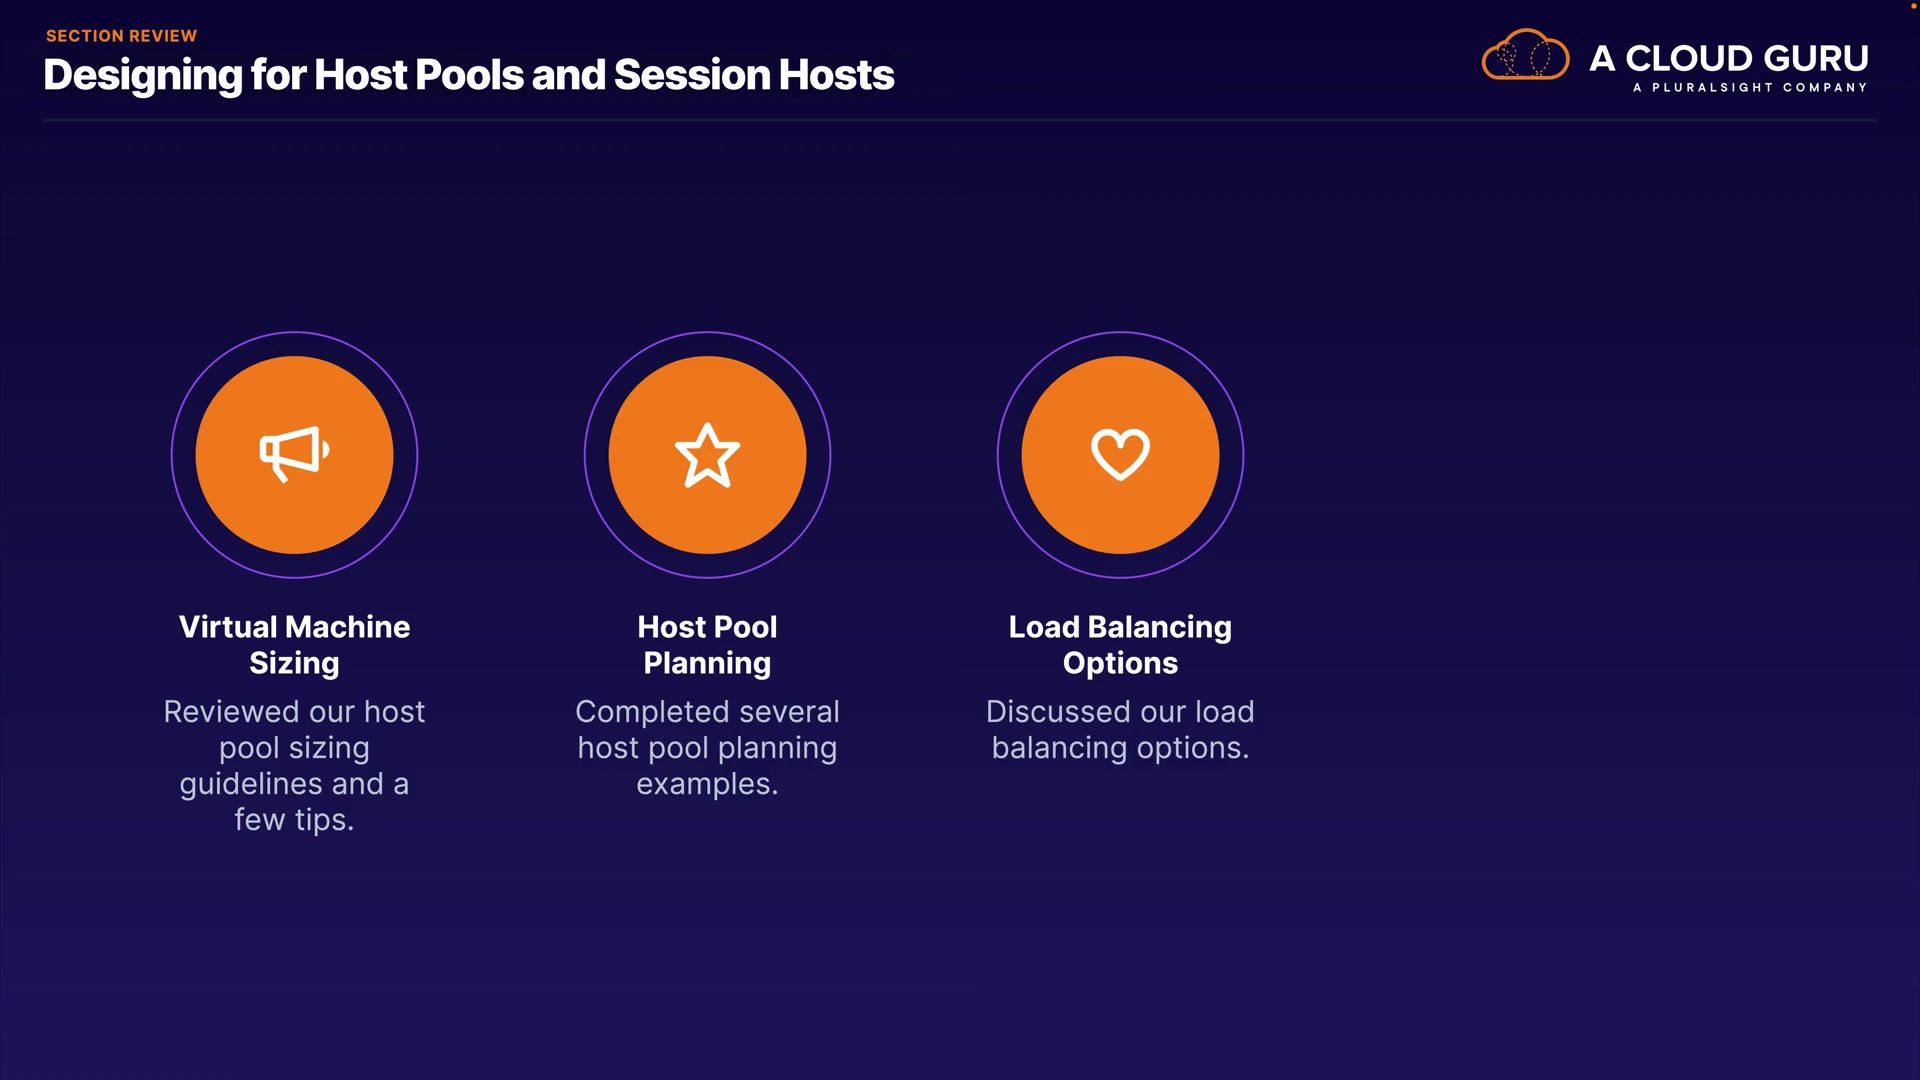 SECTION REVIEW
Designing for Host Pools and Session Hosts
A CLOUD GURU
A PLURALSIGHT COMPANY
Virtual Machine
Sizing
Reviewed our host
pool sizing
guidelines and a
few tips.
Host Pool
Planning
Completed several
host pool planning
examples.
Load Balancing
Options
Discussed our load
balancing options.